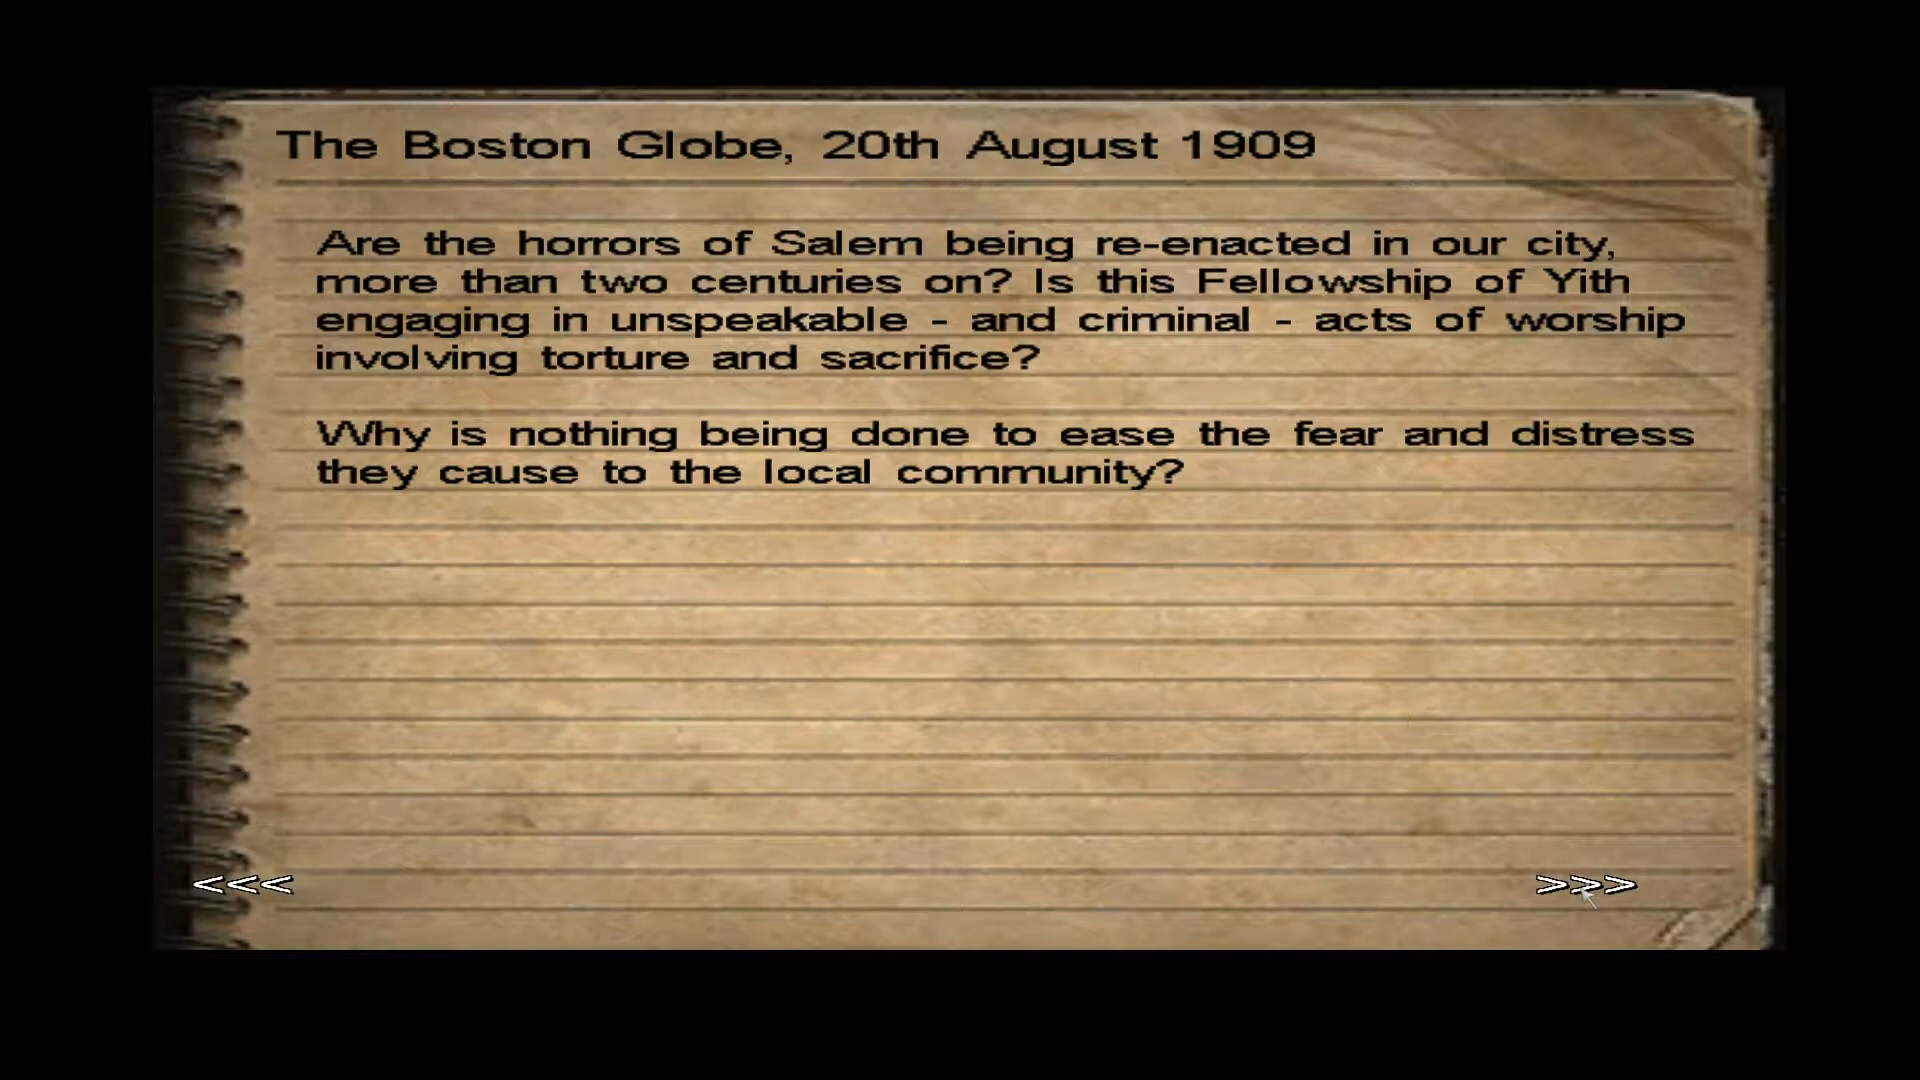 The Boston Globe, 20th August 1909
Are the horrors of Salem being re-enacted in our city,
more than two centuries on? Is this Fellowship of Yith
engaging in unspeakable - and criminal - acts of worship
involving torture and sacrifice?
Why is nothing being done to ease the fear and distress
they cause to the local community?
<<< >>>